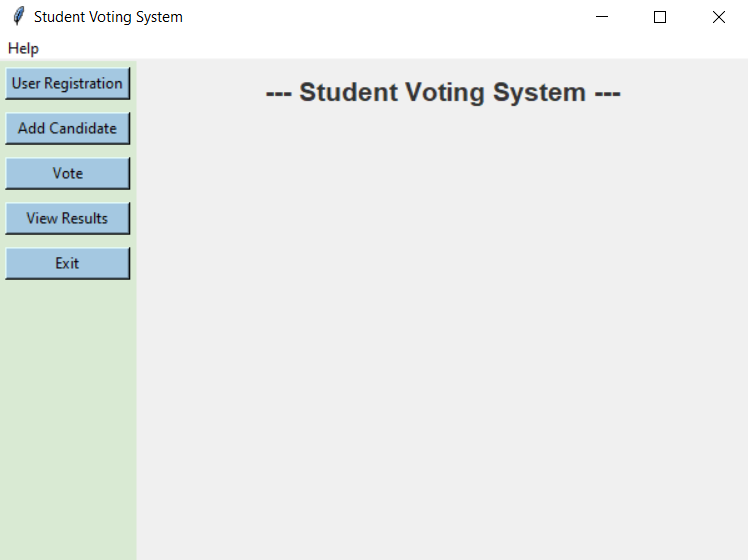 Student Voting System
Help
--- Student Voting System ---
User Registration
Add Candidate
Vote
View Results
Exit